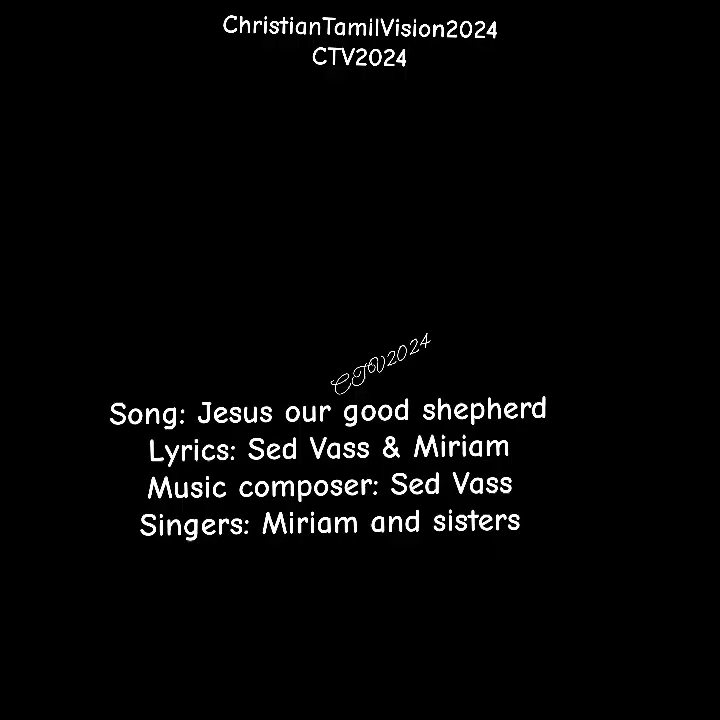 ChristianTamilVision2024
CTV2024
CTV2024
Song: Jesus our good shepherd
Lyrics: Sed Vass & Miriam
Music composer: Sed Vass
Singers: Miriam and sisters